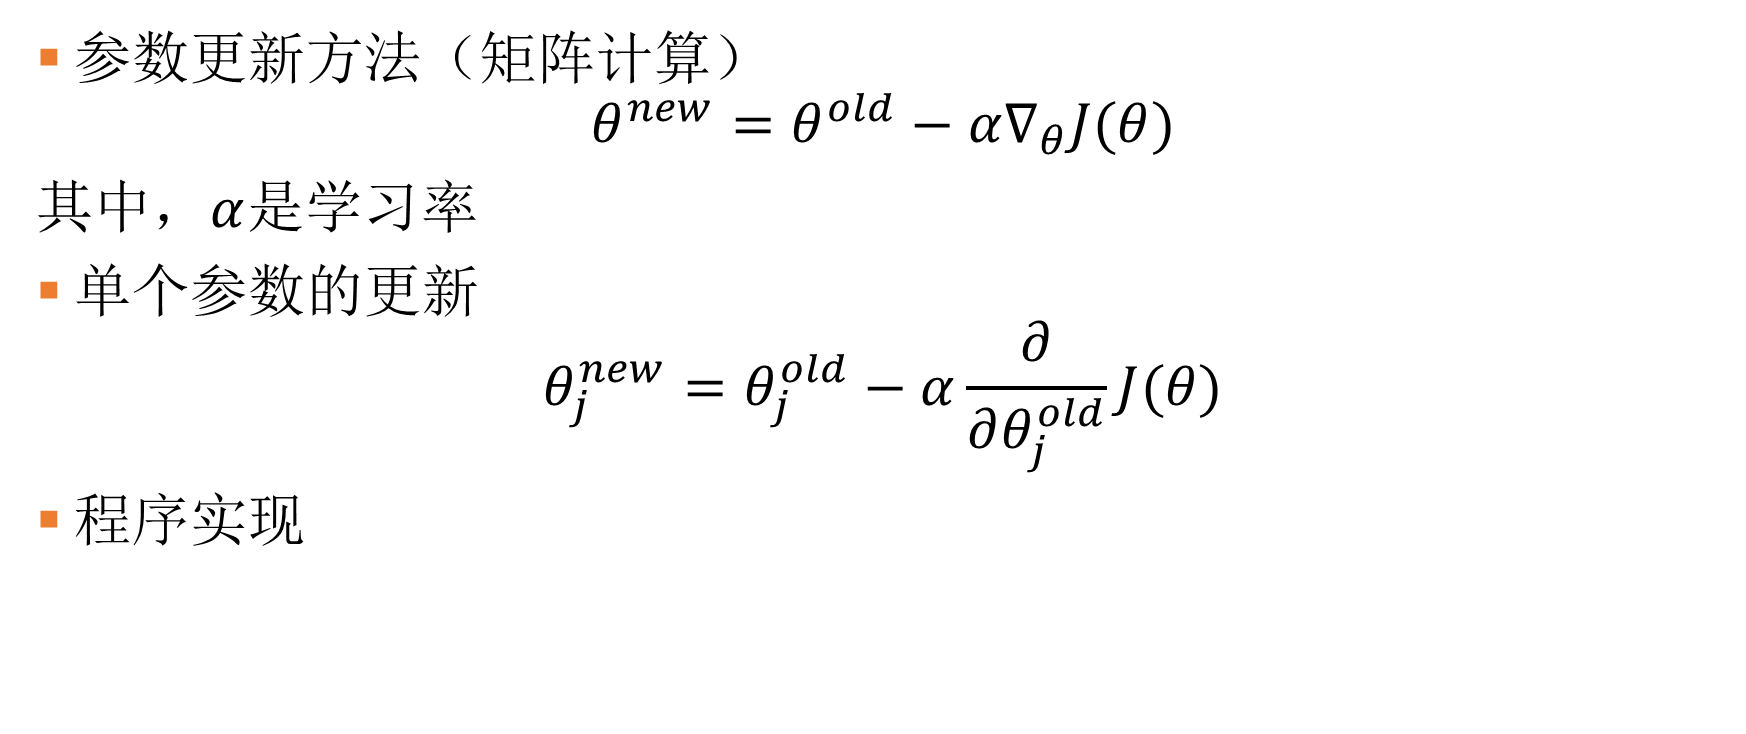 ▪ 参数更新方法（矩阵计算）
θ^{new} = θ^{old} − α∇_θ J(θ)
其中，α是学习率
▪ 单个参数的更新
θ_j^{new} = θ_j^{old} − α \frac{∂}{∂θ_j^{old}} J(θ)
▪ 程序实现